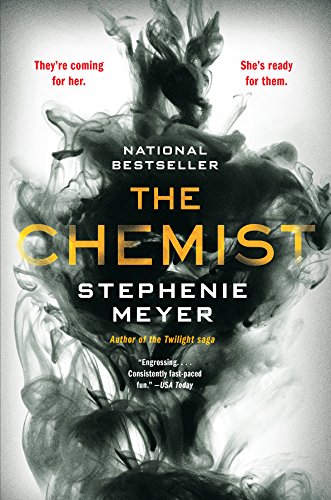 They're coming
for her.
She's ready
for them.
NATIONAL
BESTSELLER
THE
CHEMIST
STEPHENIE
MEYER
Author of the Twilight saga
"Engrossing. .
Consistently fast-paced
fun." —USA Today